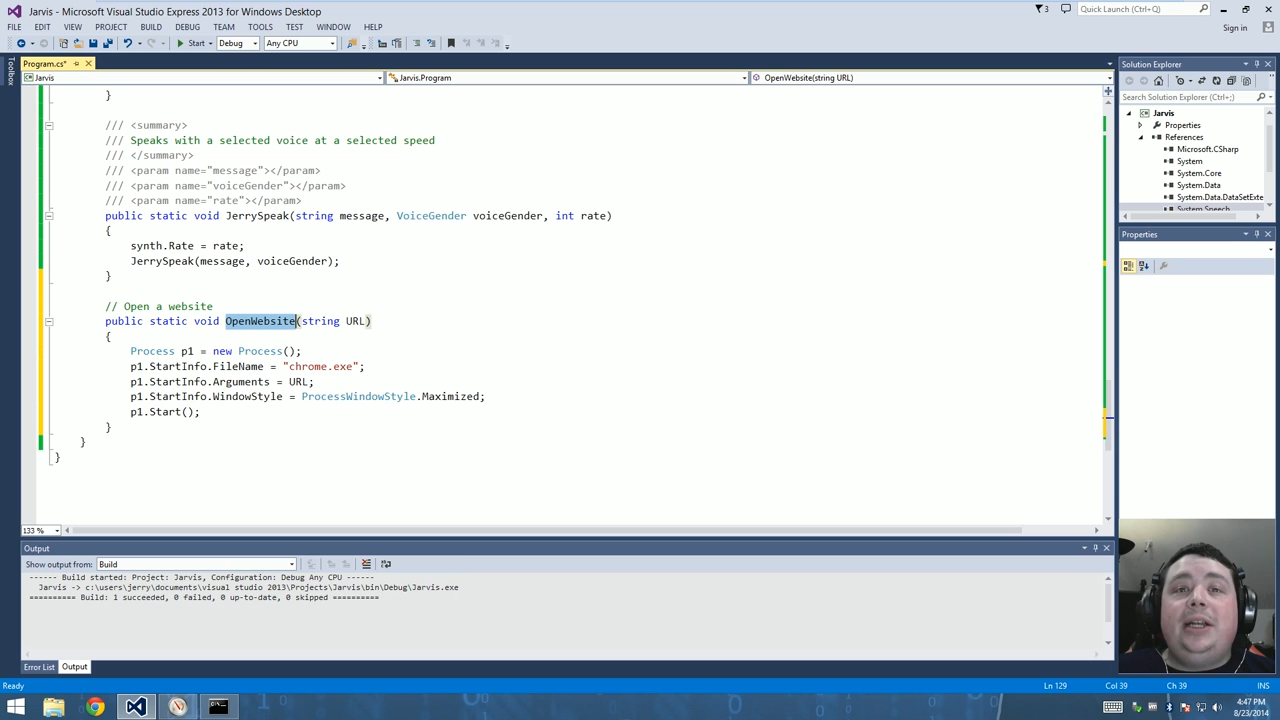 Jarvis - Microsoft Visual Studio Express 2013 for Windows Desktop
3
Quick Launch (Ctrl+Q)
FILE EDIT VIEW PROJECT BUILD DEBUG TEAM TOOLS TEST WINDOW HELP
Sign in
Start Debug Any CPU
Toolbox
Program.cs*
Jarvis
Jarvis.Program
OpenWebsite(string URL)
}
/// <summary>
/// Speaks with a selected voice at a selected speed
/// </summary>
/// <param name="message"></param>
/// <param name="voiceGender"></param>
/// <param name="rate"></param>
public static void JerrySpeak(string message, VoiceGender voiceGender, int rate)
{
synth.Rate = rate;
JerrySpeak(message, voiceGender);
}
// Open a website
public static void OpenWebsite(string URL)
{
Process p1 = new Process();
p1.StartInfo.FileName = "chrome.exe";
p1.StartInfo.Arguments = URL;
p1.StartInfo.WindowStyle = ProcessWindowStyle.Maximized;
p1.Start();
}
}
}
133 %
Output
Show output from: Build
------ Build started: Project: Jarvis, Configuration: Debug Any CPU ------
Jarvis -> c:\users\jerry\documents\visual studio 2013\Projects\Jarvis\bin\Debug\Jarvis.exe
========== Build: 1 succeeded, 0 failed, 0 up-to-date, 0 skipped ==========
Error List Output
Solution Explorer
Search Solution Explorer (Ctrl+;)
Jarvis
Properties
References
Microsoft.CSharp
System
System.Core
System.Data
System.Data.DataSetExte
System.Speech
Properties
Ready
Ln 129 Col 39 Ch 39 INS
4:47 PM
8/23/2014